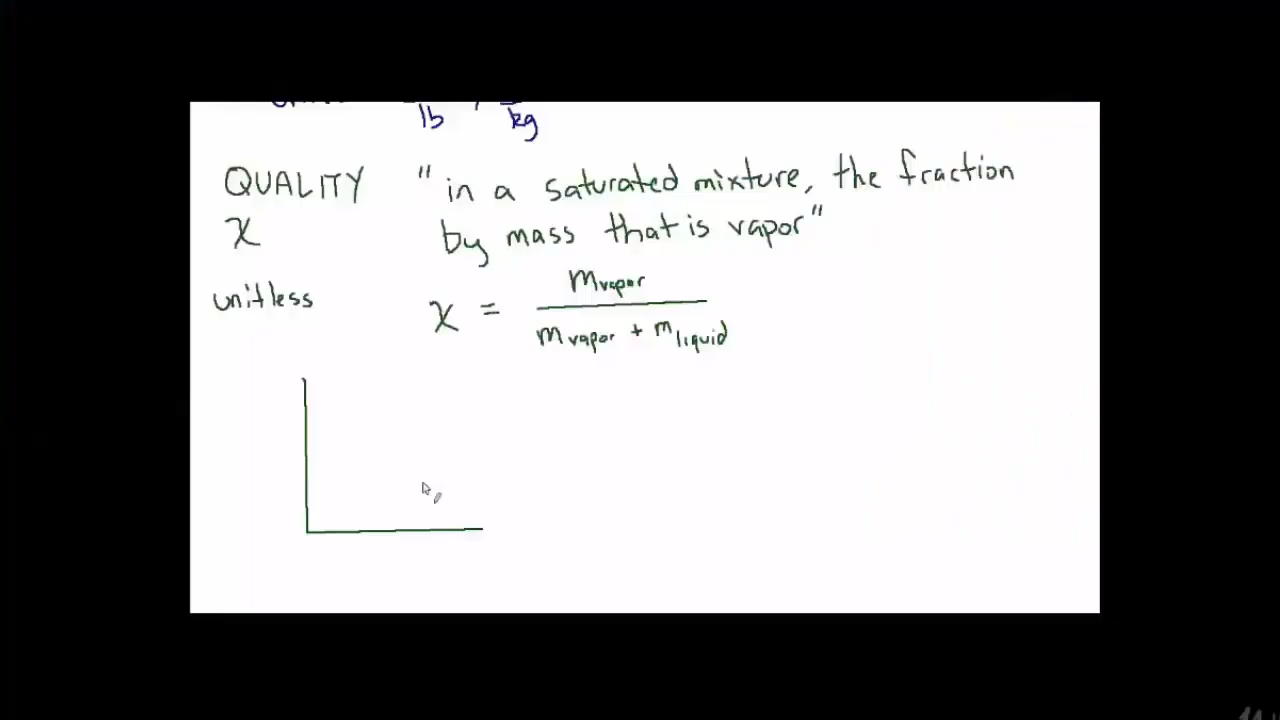 lb , kg
QUALITY "in a saturated mixture, the fraction
x by mass that is vapor"
unitless x = mvapor / mvapor + mliquid